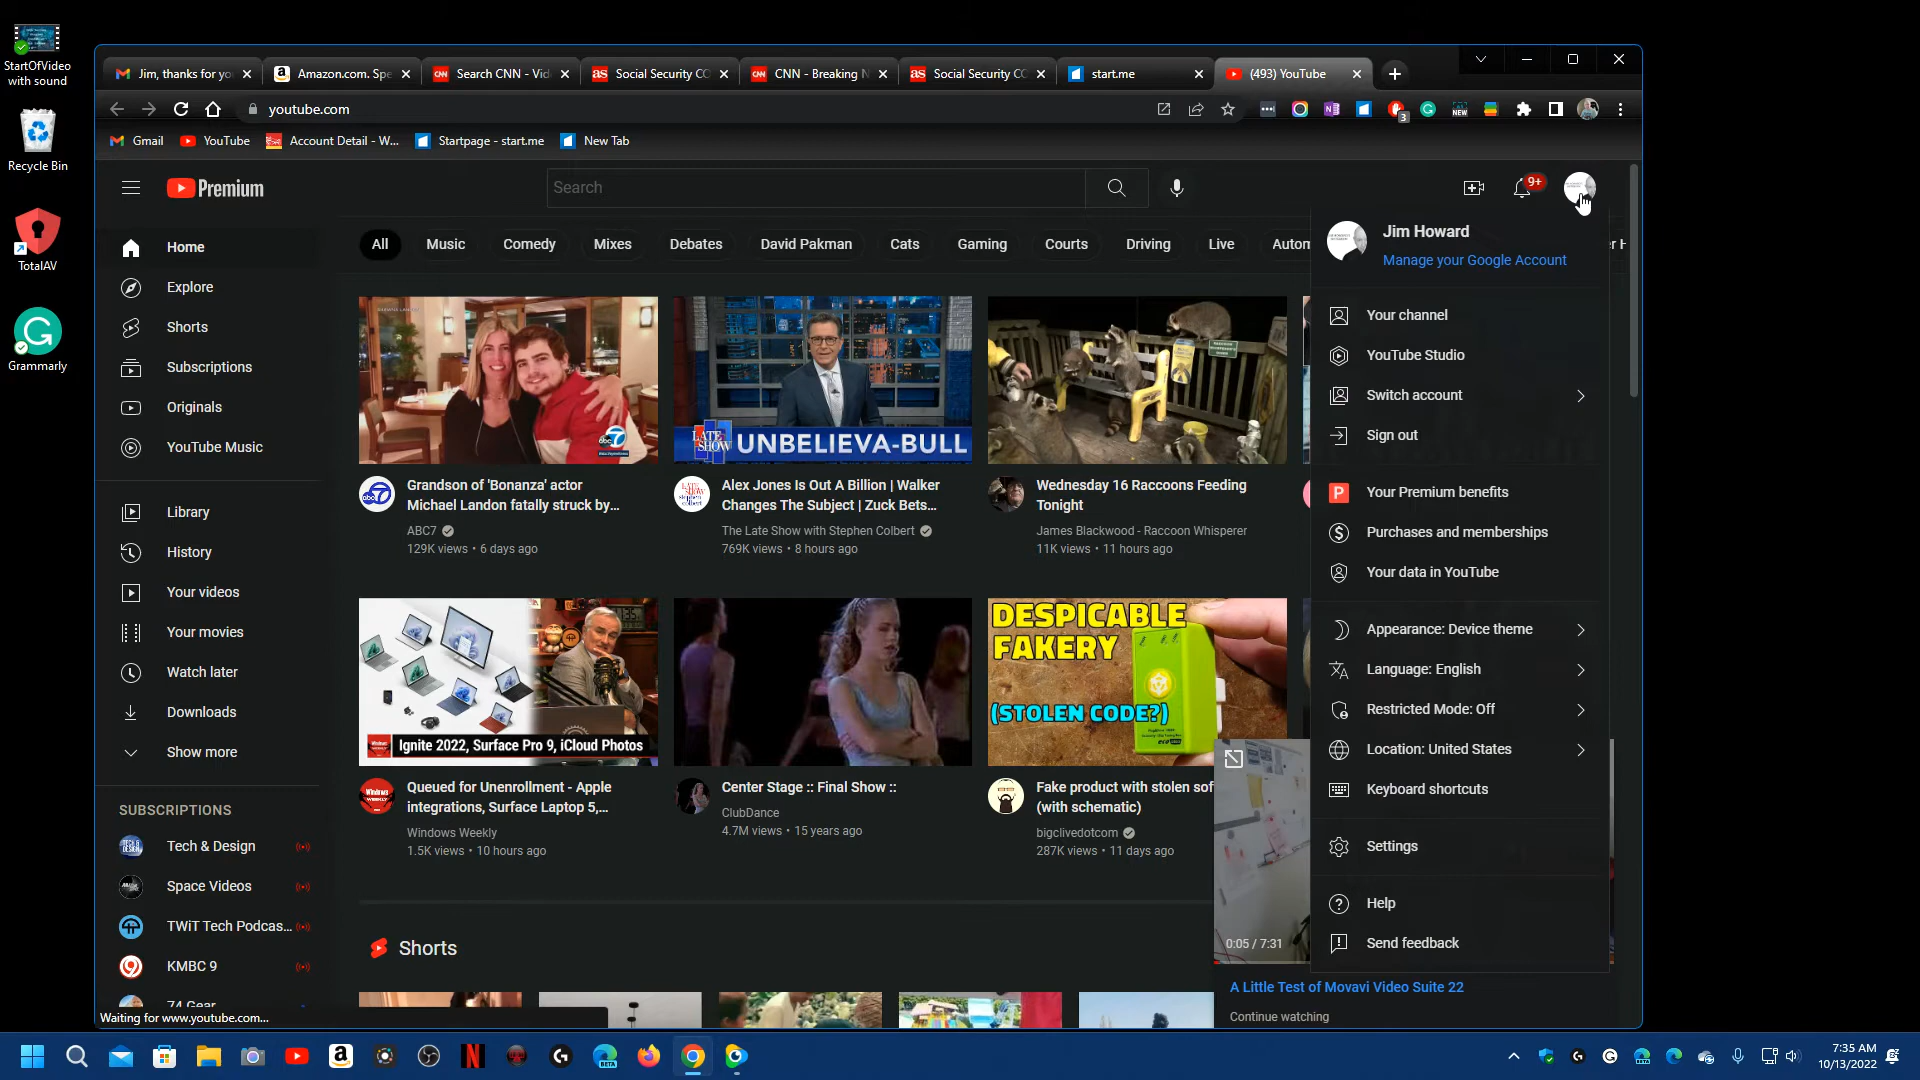 StartOfVideo
with sound
Recycle Bin
TotalAV
Grammarly
Jim, thanks for yo
Amazon.com. Spe
Search CNN - Vid
Social Security CO
CNN - Breaking N
Social Security CO
start.me
(493) YouTube
youtube.com
NEW
3
Gmail
YouTube
Account Detail - W...
Startpage - start.me
New Tab
Premium
Search
9+
Home
Explore
Shorts
Subscriptions
Originals
YouTube Music
Library
History
Your videos
Your movies
Watch later
Downloads
Show more
SUBSCRIPTIONS
Tech & Design
Space Videos
TWiT Tech Podcas...
KMBC 9
74 Gear
All
Music
Comedy
Mixes
Debates
David Pakman
Cats
Gaming
Courts
Driving
Live
Autom
abc 7
LATE SHOW
UNBELIEVA-BULL
Grandson of 'Bonanza' actor
Michael Landon fatally struck by...
ABC7
129K views • 6 days ago
Alex Jones Is Out A Billion | Walker
Changes The Subject | Zuck Bets...
The Late Show with Stephen Colbert
769K views • 8 hours ago
Wednesday 16 Raccoons Feeding
Tonight
James Blackwood - Raccoon Whisperer
11K views • 11 hours ago
Ignite 2022, Surface Pro 9, iCloud Photos
DESPICABLE
FAKERY
(STOLEN CODE?)
Queued for Unenrollment - Apple
integrations, Surface Laptop 5,...
Windows Weekly
1.5K views • 10 hours ago
Center Stage :: Final Show ::
ClubDance
4.7M views • 15 years ago
Fake product with stolen sof
(with schematic)
bigclivedotcom
287K views • 11 days ago
Shorts
0:05 / 7:31
A Little Test of Movavi Video Suite 22
Continue watching
Jim Howard
Manage your Google Account
Your channel
YouTube Studio
Switch account
Sign out
Your Premium benefits
Purchases and memberships
Your data in YouTube
Appearance: Device theme
Language: English
Restricted Mode: Off
Location: United States
Keyboard shortcuts
Settings
Help
Send feedback
Waiting for www.youtube.com...
7:35 AM
10/13/2022